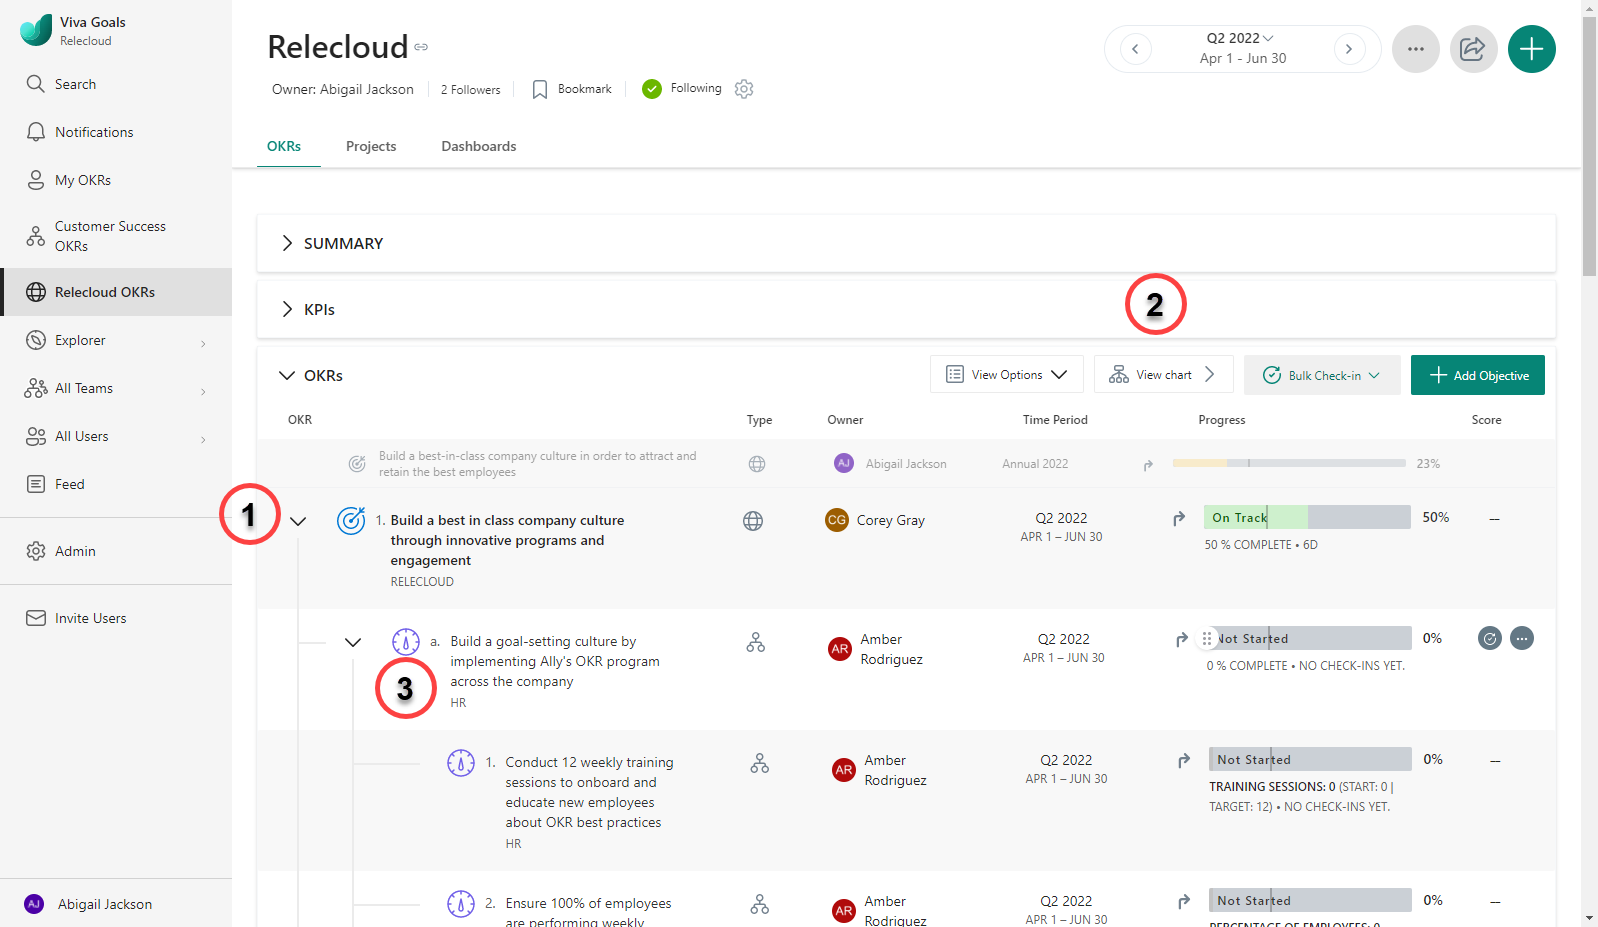 Viva Goals
Relecloud
Search
Notifications
My OKRs
Customer Success
OKRs
Relecloud OKRs
Explorer
All Teams
All Users
Feed
Admin
Invite Users
AJ Abigail Jackson
Relecloud
Owner: Abigail Jackson 2 Followers Bookmark Following
Q2 2022
Apr 1 - Jun 30
OKRs Projects Dashboards
SUMMARY
KPIs
2
OKRs View Options View chart Bulk Check-in Add Objective
OKR Type Owner Time Period Progress Score
Build a best-in-class company culture in order to attract and
retain the best employees
AJ Abigail Jackson Annual 2022 23%
1
1. Build a best in class company culture
through innovative programs and
engagement
RELECLOUD
CG Corey Gray
Q2 2022
APR 1 – JUN 30
On Track 50% --
50 % COMPLETE • 6D
a. Build a goal-setting culture by
implementing Ally's OKR program
across the company
HR
3
AR Amber
Rodriguez
Q2 2022
APR 1 – JUN 30
Not Started 0%
0 % COMPLETE • NO CHECK-INS YET.
1. Conduct 12 weekly training
sessions to onboard and
educate new employees
about OKR best practices
HR
AR Amber
Rodriguez
Q2 2022
APR 1 – JUN 30
Not Started 0% --
TRAINING SESSIONS: 0 (START: 0 |
TARGET: 12) • NO CHECK-INS YET.
2. Ensure 100% of employees
are performing weekly
AR Amber
Rodriguez
Q2 2022
APR 1 – JUN 30
Not Started 0% --
PERCENTAGE OF EMPLOYEES: 0